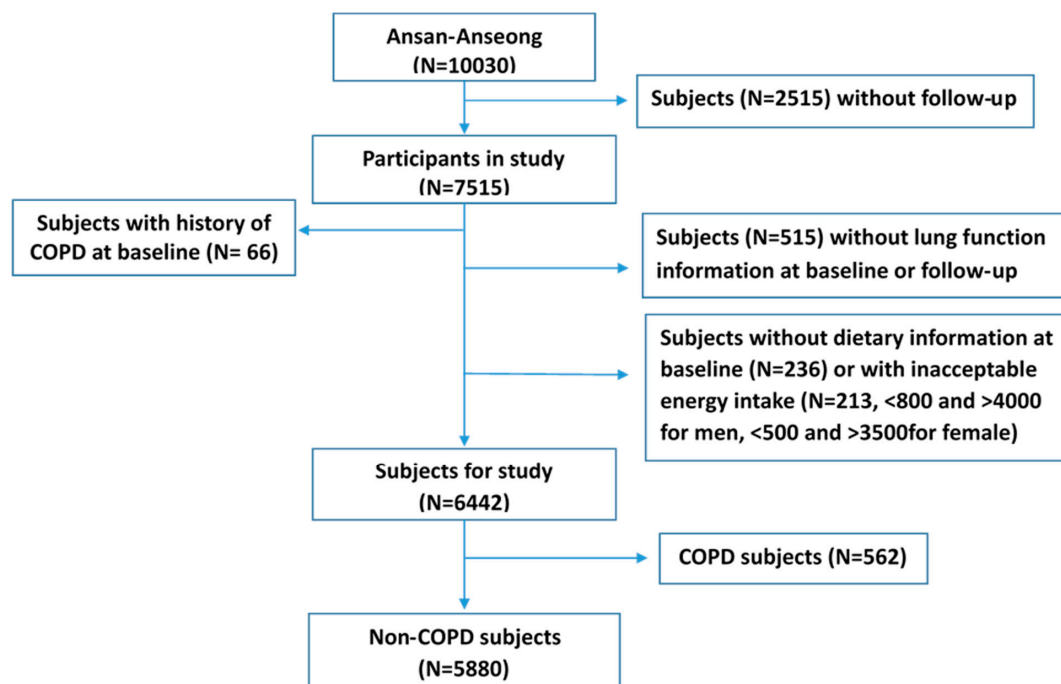 Ansan-Anseong
(N=10030)
Subjects (N=2515) without follow-up
Participants in study
(N=7515)
Subjects with history of
COPD at baseline (N= 66)
Subjects (N=515) without lung function
information at baseline or follow-up
Subjects without dietary information at
baseline (N=236) or with inacceptable
energy intake (N=213, <800 and >4000
for men, <500 and >3500for female)
Subjects for study
(N=6442)
COPD subjects (N=562)
Non-COPD subjects
(N=5880)